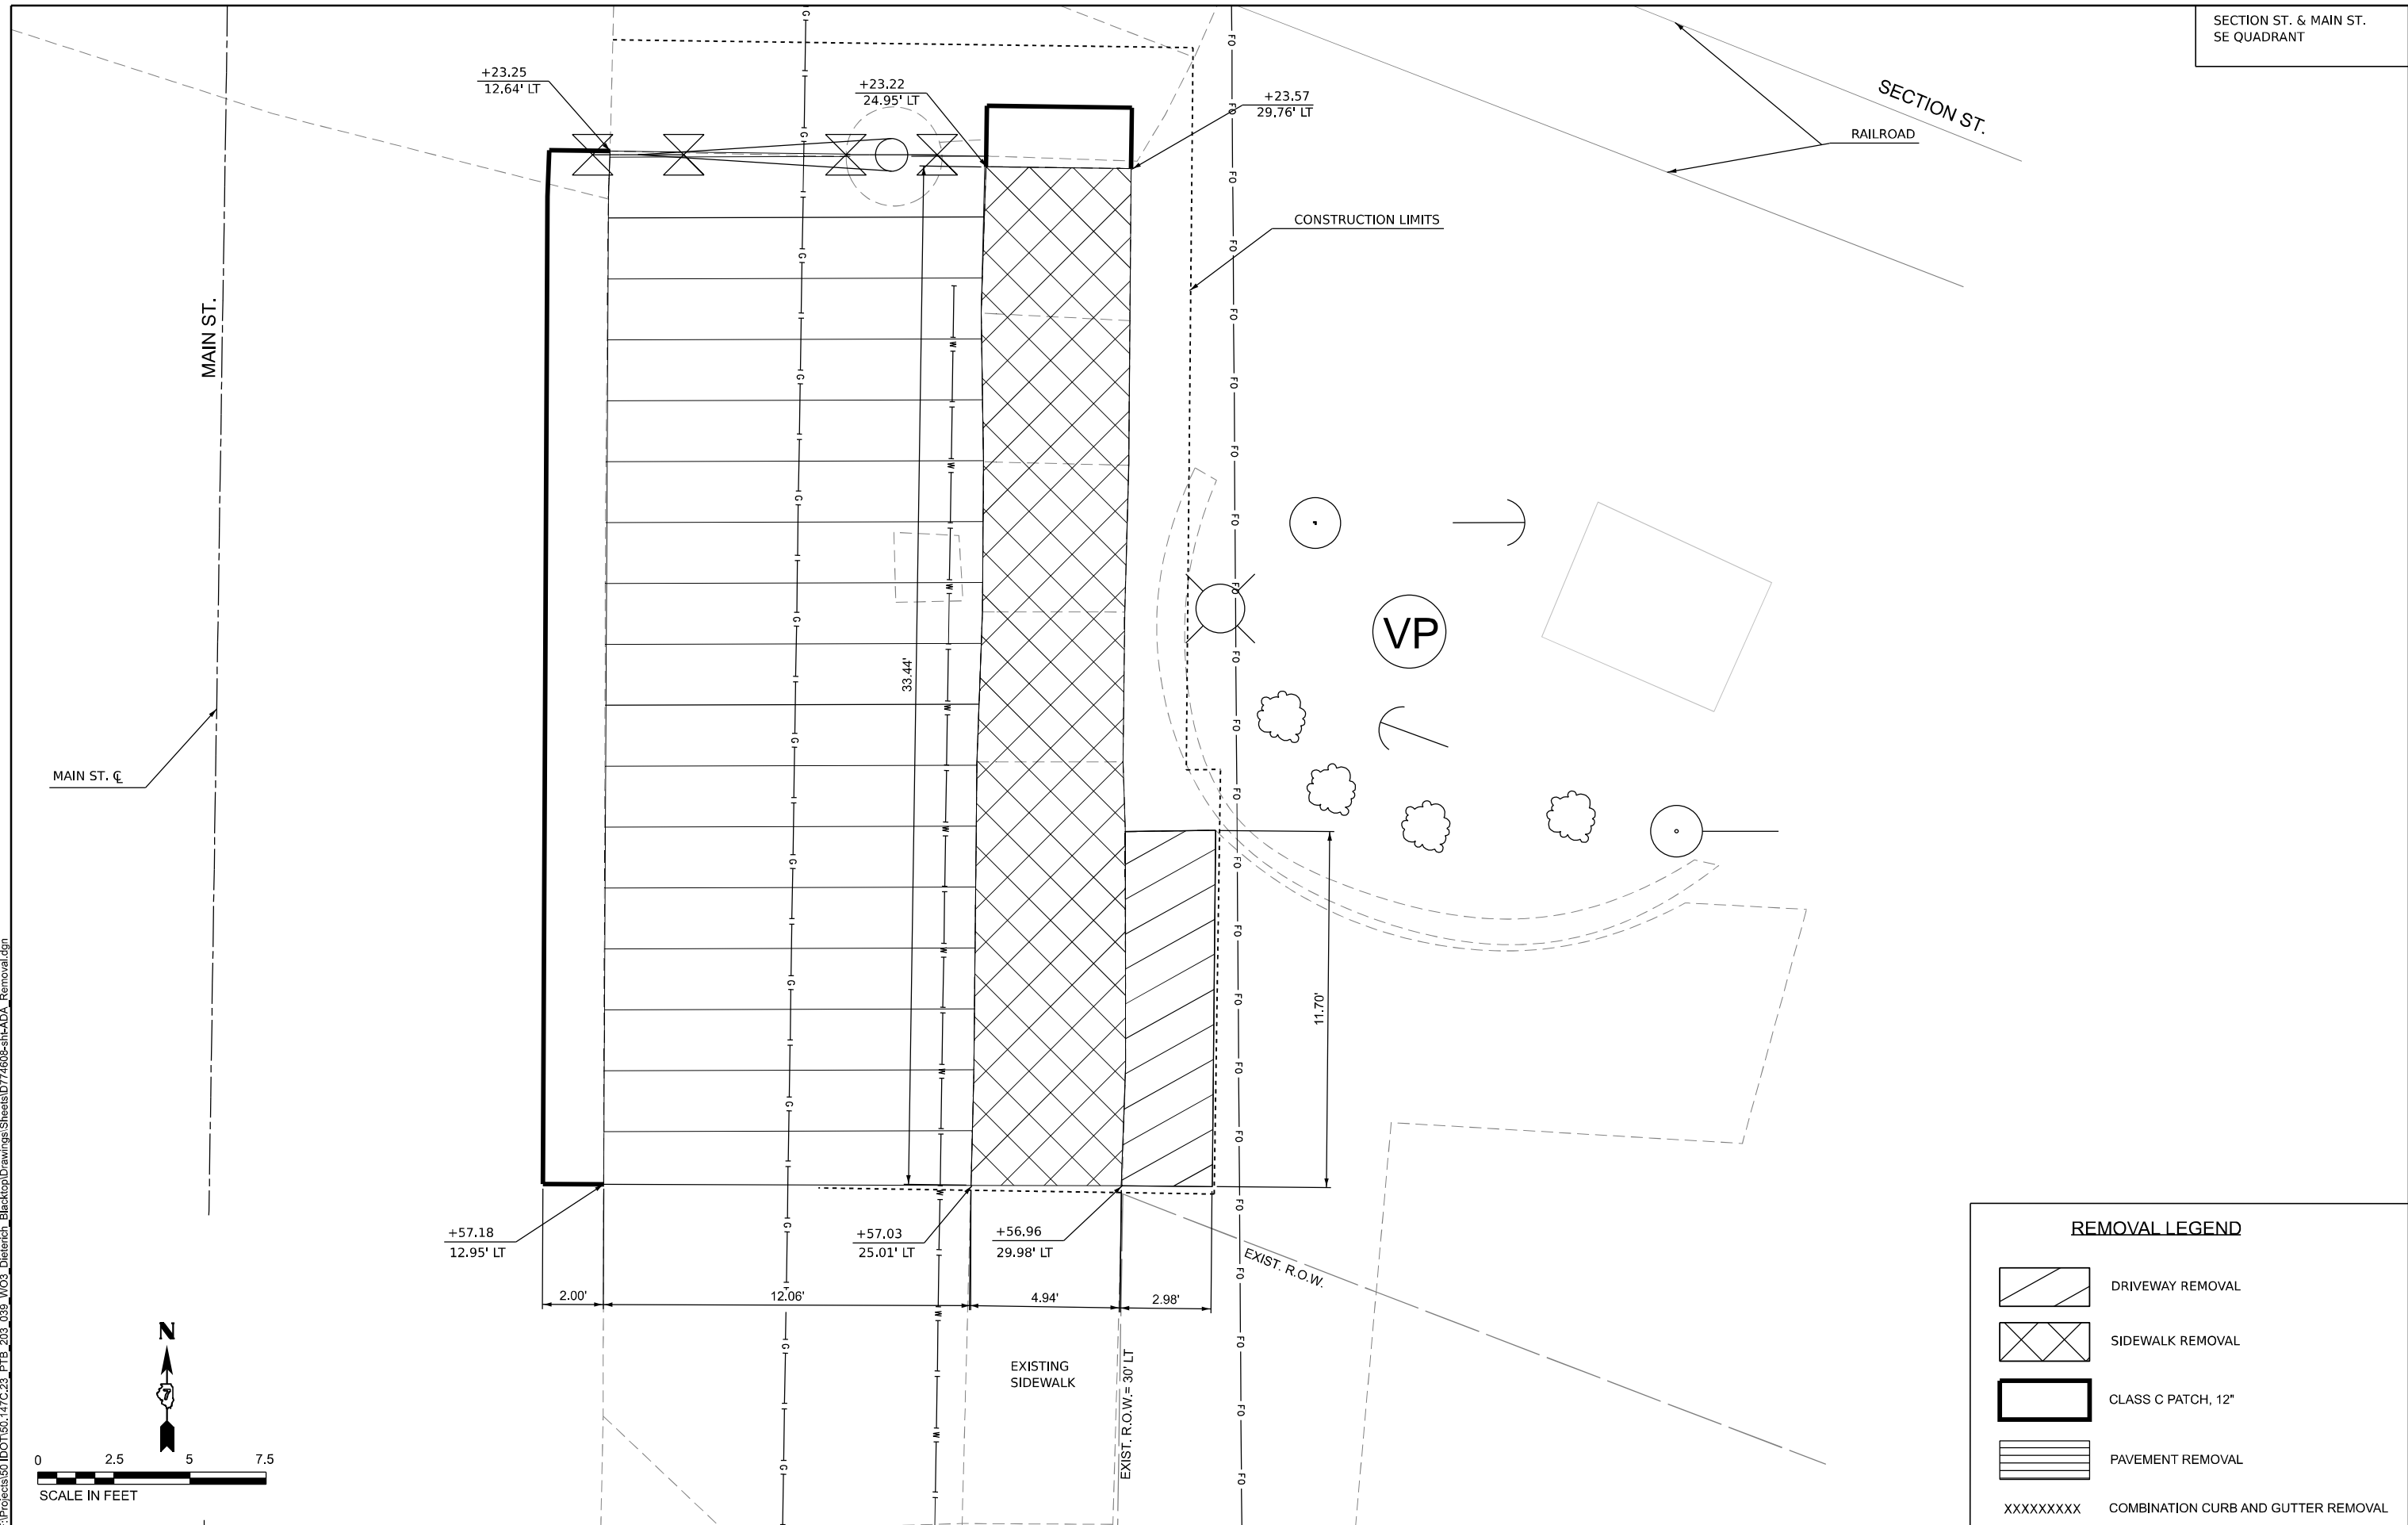 SECTION ST. & MAIN ST.
SE QUADRANT
+23.25
12.64' LT
+23.22
24.95' LT
+23.57
29.76' LT
SECTION ST.
RAILROAD
CONSTRUCTION LIMITS
MAIN ST.
33.44'
VP
MAIN ST. ℄
11.70'
+57.18
12.95' LT
+57.03
25.01' LT
+56.96
29.98' LT
EXIST. R.O.W.
2.00'
12.06'
4.94'
2.98'
EXISTING
SIDEWALK
EXIST. R.O.W.= 30' LT
N
7
0 2.5 5 7.5
SCALE IN FEET
REMOVAL LEGEND
DRIVEWAY REMOVAL
SIDEWALK REMOVAL
CLASS C PATCH, 12"
PAVEMENT REMOVAL
XXXXXXXXX COMBINATION CURB AND GUTTER REMOVAL
G
W
FO